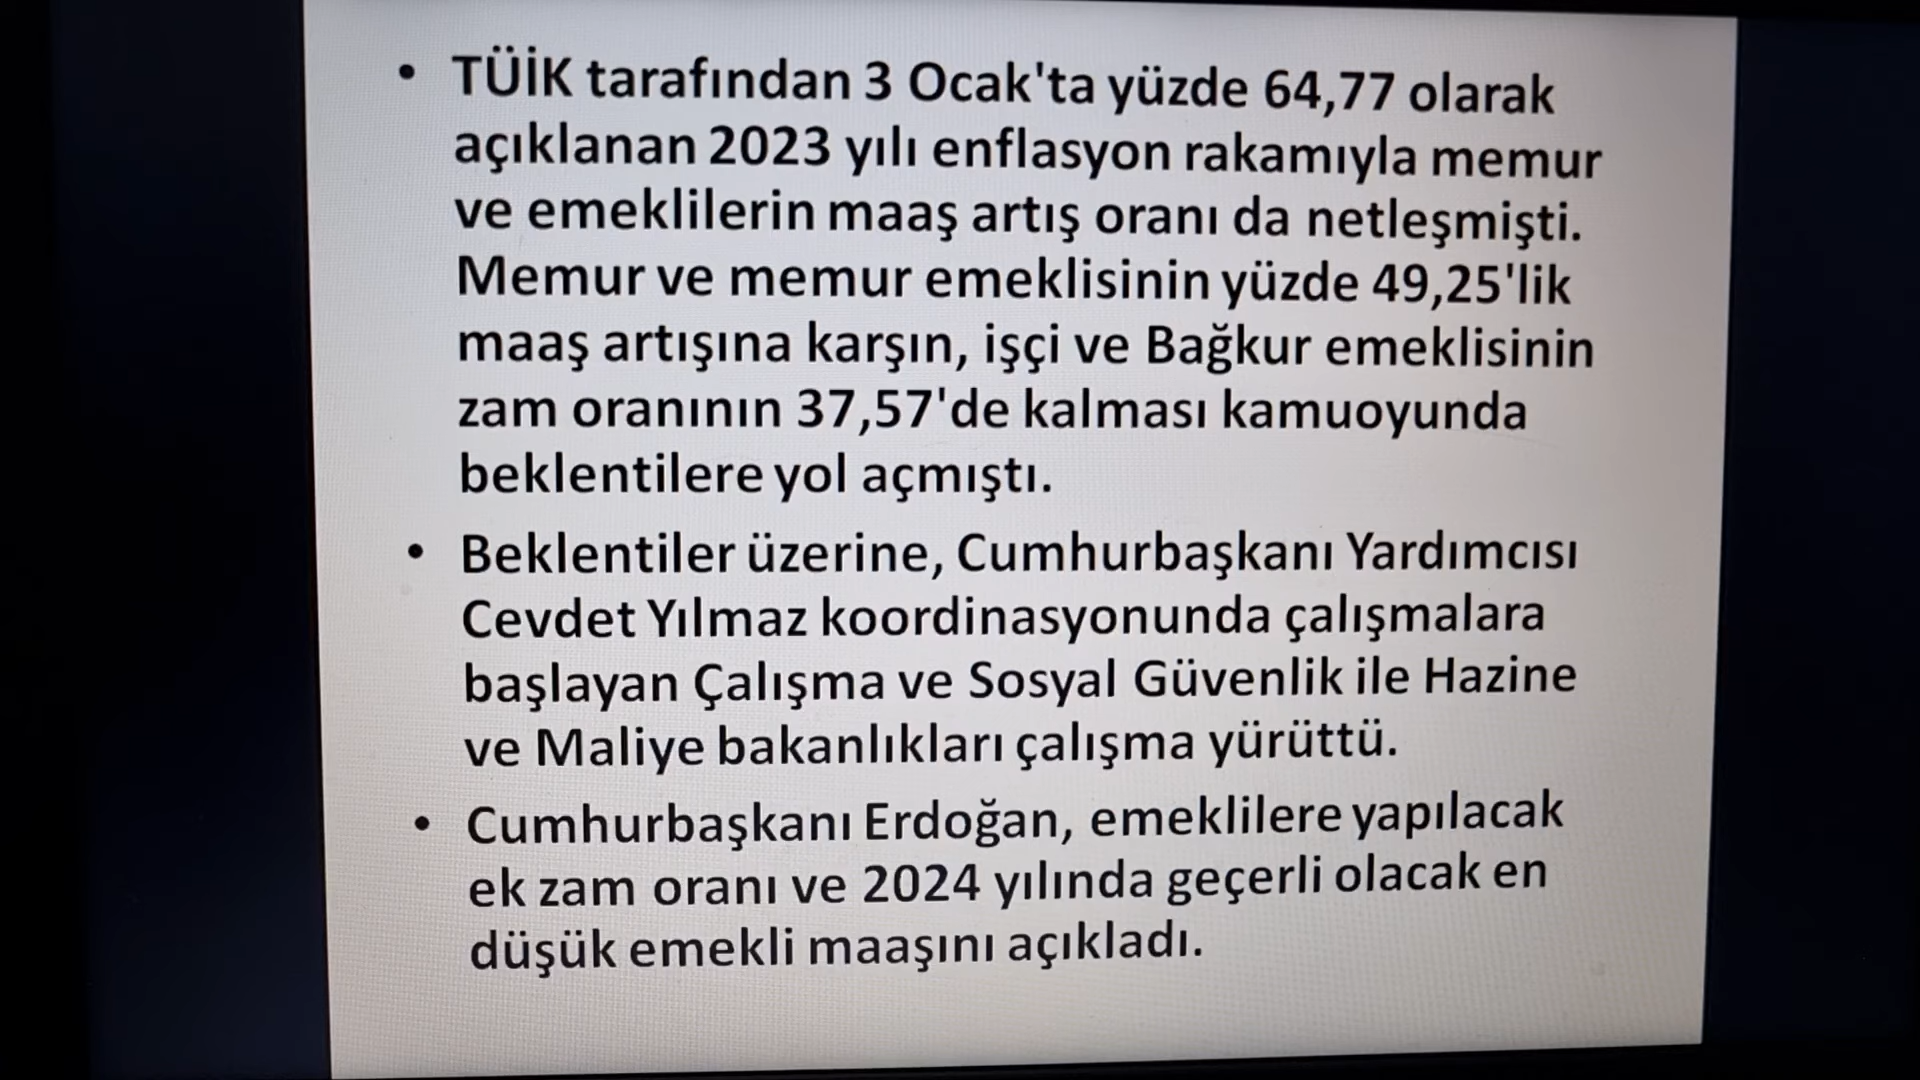 • TÜİK tarafından 3 Ocak'ta yüzde 64,77 olarak
açıklanan 2023 yılı enflasyon rakamıyla memur
ve emeklilerin maaş artış oranı da netleşmişti.
Memur ve memur emeklisinin yüzde 49,25'lik
maaş artışına karşın, işçi ve Bağkur emeklisinin
zam oranının 37,57'de kalması kamuoyunda
beklentilere yol açmıştı.
• Beklentiler üzerine, Cumhurbaşkanı Yardımcısı
Cevdet Yılmaz koordinasyonunda çalışmalara
başlayan Çalışma ve Sosyal Güvenlik ile Hazine
ve Maliye bakanlıkları çalışma yürüttü.
• Cumhurbaşkanı Erdoğan, emeklilere yapılacak
ek zam oranı ve 2024 yılında geçerli olacak en
düşük emekli maaşını açıkladı.